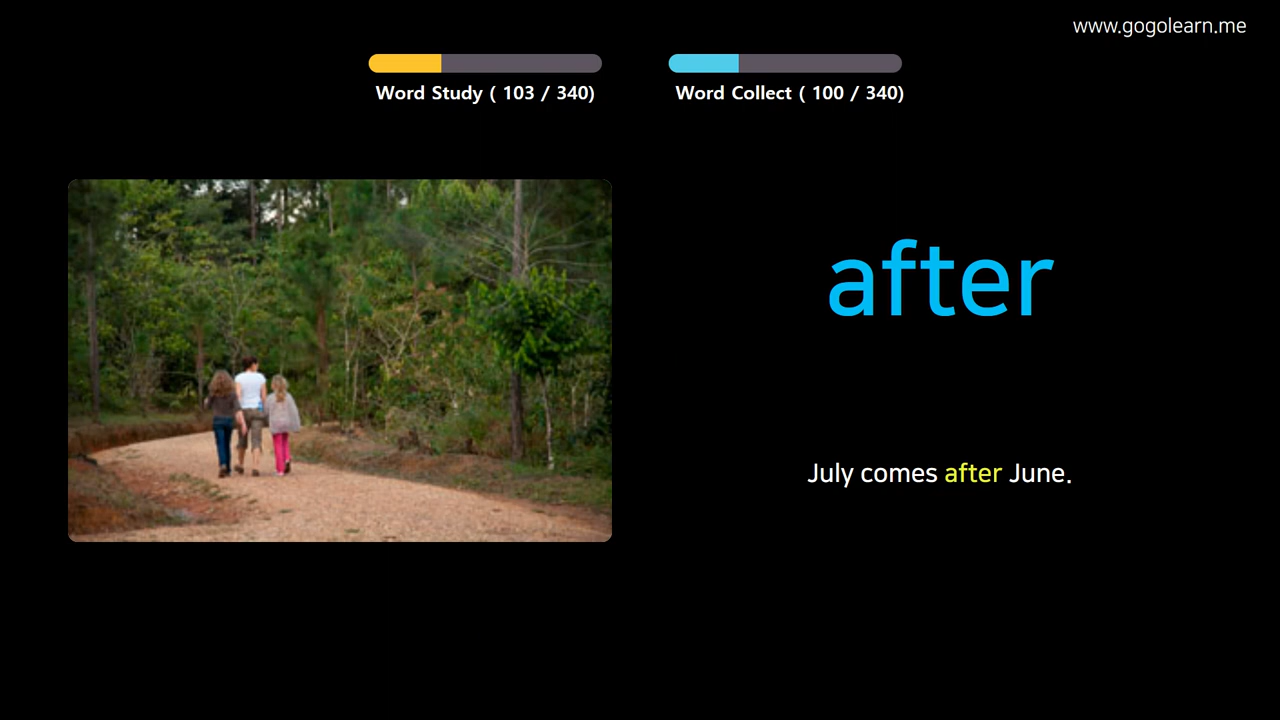 www.gogolearn.me
Word Study ( 103 / 340)
Word Collect ( 100 / 340)
after
July comes after June.